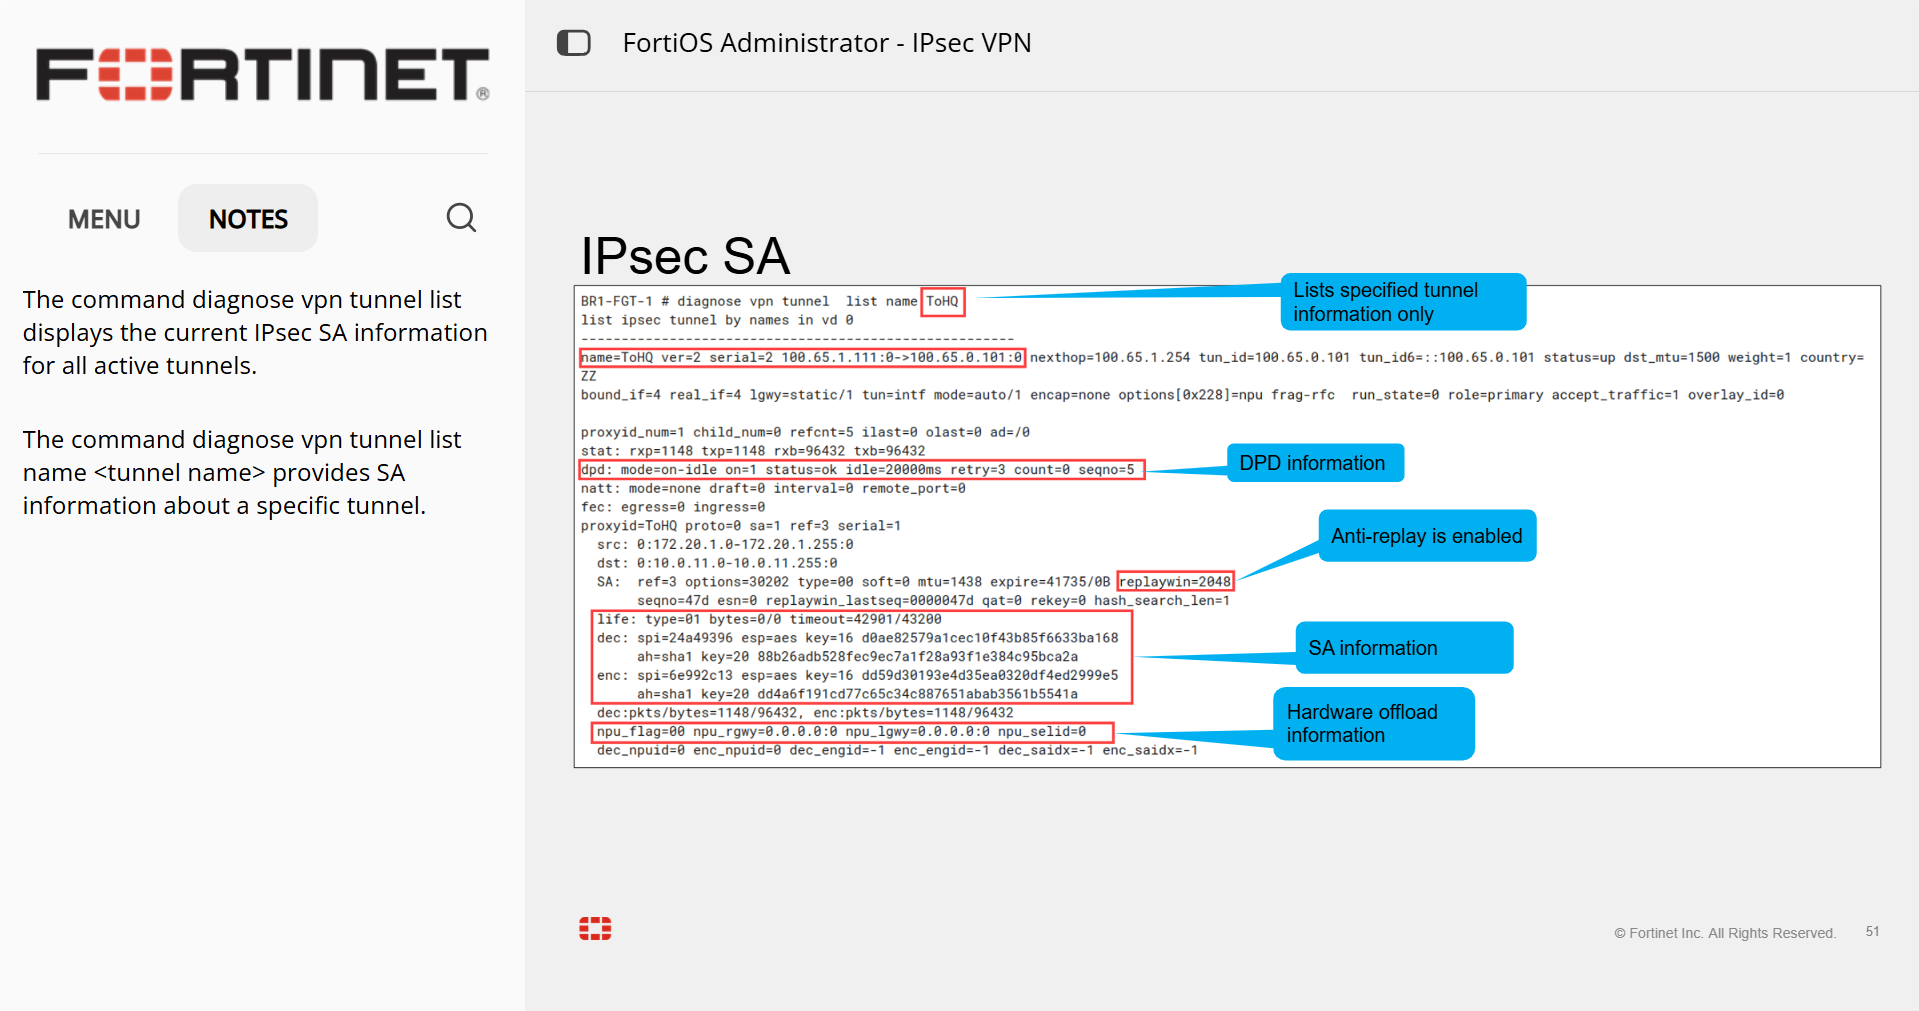 FORTINET®
MENU
NOTES
The command diagnose vpn tunnel list
displays the current IPsec SA information
for all active tunnels.
The command diagnose vpn tunnel list
name <tunnel name> provides SA
information about a specific tunnel.
FortiOS Administrator - IPsec VPN
IPsec SA
BR1-FGT-1 # diagnose vpn tunnel  list name ToHQ
list ipsec tunnel by names in vd 0
------------------------------------------------------
name=ToHQ ver=2 serial=2 100.65.1.111:0->100.65.0.101:0 nexthop=100.65.1.254 tun_id=100.65.0.101 tun_id6=::100.65.0.101 status=up dst_mtu=1500 weight=1 country=
ZZ
bound_if=4 real_if=4 lgwy=static/1 tun=intf mode=auto/1 encap=none options[0x228]=npu frag-rfc  run_state=0 role=primary accept_traffic=1 overlay_id=0
proxyid_num=1 child_num=0 refcnt=5 ilast=0 olast=0 ad=/0
stat: rxp=1148 txp=1148 rxb=96432 txb=96432
dpd: mode=on-idle on=1 status=ok idle=20000ms retry=3 count=0 seqno=5
natt: mode=none draft=0 interval=0 remote_port=0
fec: egress=0 ingress=0
proxyid=ToHQ proto=0 sa=1 ref=3 serial=1
src: 0:172.20.1.0-172.20.1.255:0
dst: 0:10.0.11.0-10.0.11.255:0
SA:  ref=3 options=30202 type=00 soft=0 mtu=1438 expire=41735/0B replaywin=2048
seqno=47d esn=0 replaywin_lastseq=0000047d qat=0 rekey=0 hash_search_len=1
life: type=01 bytes=0/0 timeout=42901/43200
dec: spi=24a49396 esp=aes key=16 d0ae82579a1cec10f43b85f6633ba168
ah=sha1 key=20 88b26adb528fec9ec7a1f28a93f1e384c95bca2a
enc: spi=6e992c13 esp=aes key=16 dd59d30193e4d35ea0320df4ed2999e5
ah=sha1 key=20 dd4a6f191cd77c65c34c887651abab3561b5541a
dec:pkts/bytes=1148/96432, enc:pkts/bytes=1148/96432
npu_flag=00 npu_rgwy=0.0.0.0:0 npu_lgwy=0.0.0.0:0 npu_selid=0
dec_npuid=0 enc_npuid=0 dec_engid=-1 enc_engid=-1 dec_saidx=-1 enc_saidx=-1
Lists specified tunnel
information only
DPD information
Anti-replay is enabled
SA information
Hardware offload
information
© Fortinet Inc. All Rights Reserved.
51